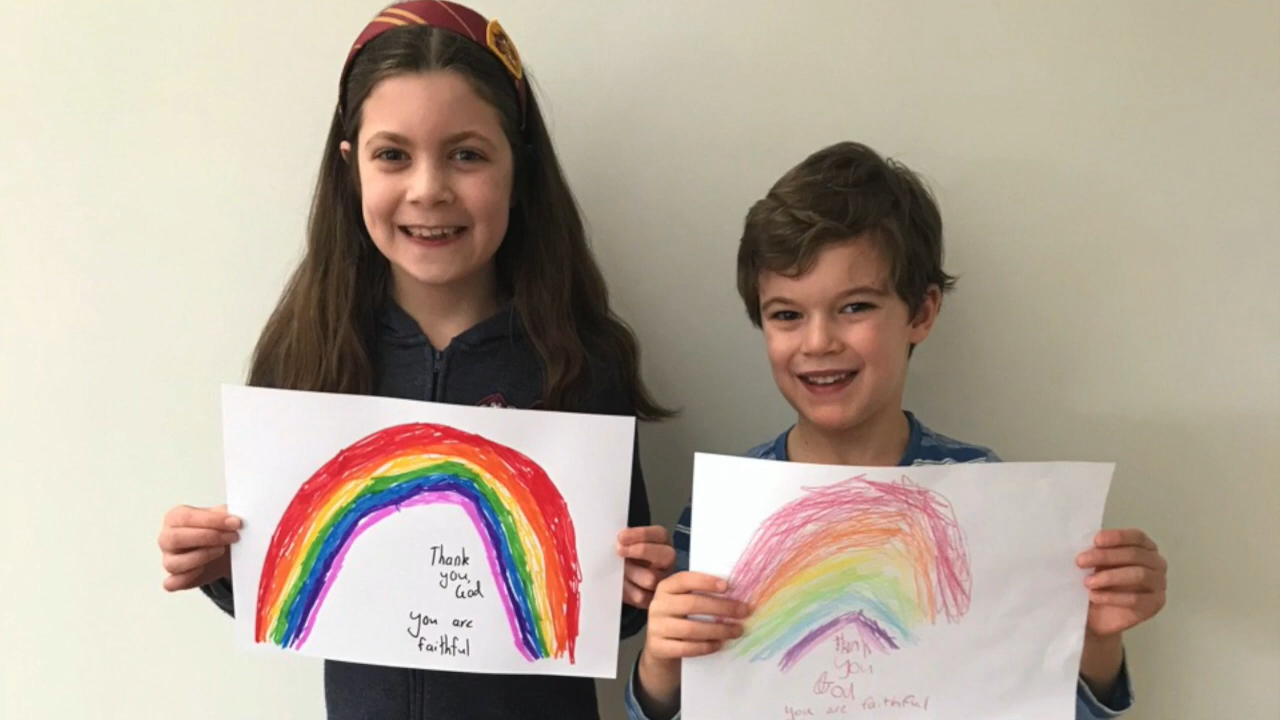 Thank
you,
God
you are
faithful
thank
you
God
you are faithful